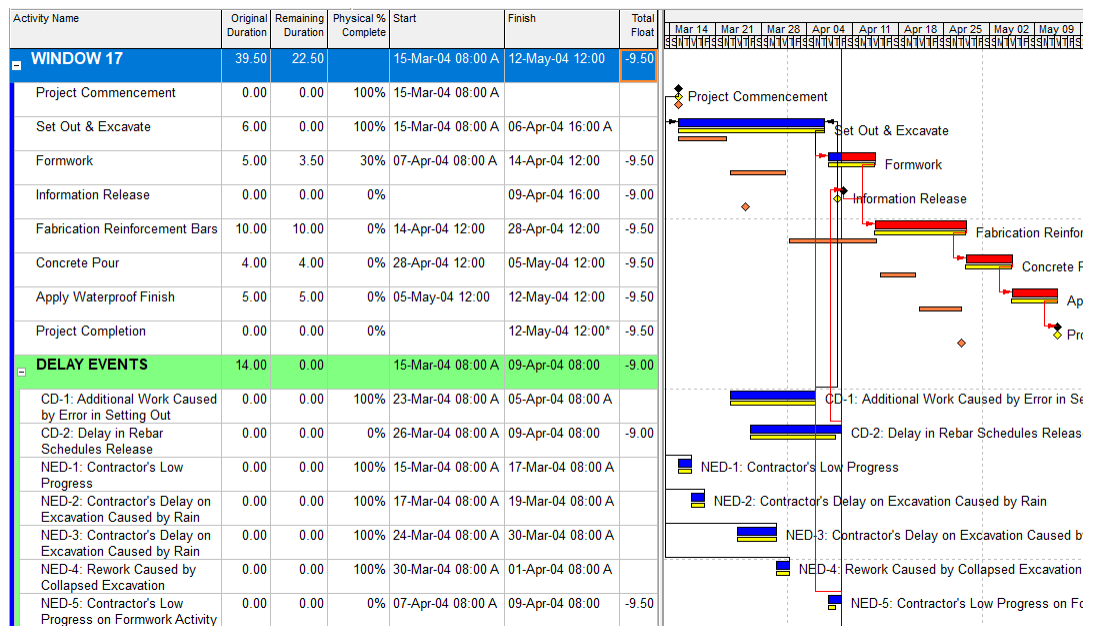 Activity Name Original Duration Remaining Duration Physical % Complete Start Finish Total Float
Mar 14 Mar 21 Mar 28 Apr 04 Apr 11 Apr 18 Apr 25 May 02 May 09
WINDOW 17 39.50 22.50 15-Mar-04 08:00 A 12-May-04 12:00 -9.50
Project Commencement 0.00 0.00 100% 15-Mar-04 08:00 A Project Commencement
Set Out & Excavate 6.00 0.00 100% 15-Mar-04 08:00 A 06-Apr-04 16:00 A Set Out & Excavate
Formwork 5.00 3.50 30% 07-Apr-04 08:00 A 14-Apr-04 12:00 -9.50 Formwork
Information Release 0.00 0.00 0% 09-Apr-04 16:00 -9.00 Information Release
Fabrication Reinforcement Bars 10.00 10.00 0% 14-Apr-04 12:00 28-Apr-04 12:00 -9.50 Fabrication Reinfor
Concrete Pour 4.00 4.00 0% 28-Apr-04 12:00 05-May-04 12:00 -9.50 Concrete P
Apply Waterproof Finish 5.00 5.00 0% 05-May-04 12:00 12-May-04 12:00 -9.50 Ap
Project Completion 0.00 0.00 0% 12-May-04 12:00* -9.50 Pro
DELAY EVENTS 14.00 0.00 15-Mar-04 08:00 A 09-Apr-04 08:00 -9.00
CD-1: Additional Work Caused 0.00 0.00 100% 23-Mar-04 08:00 A 05-Apr-04 08:00 A CD-1: Additional Work Caused by Error in Se
by Error in Setting Out
CD-2: Delay in Rebar 0.00 0.00 0% 26-Mar-04 08:00 A 09-Apr-04 08:00 -9.00 CD-2: Delay in Rebar Schedules Releas
Schedules Release
NED-1: Contractor's Low 0.00 0.00 100% 15-Mar-04 08:00 A 17-Mar-04 08:00 A NED-1: Contractor's Low Progress
Progress
NED-2: Contractor's Delay on 0.00 0.00 100% 17-Mar-04 08:00 A 19-Mar-04 08:00 A NED-2: Contractor's Delay on Excavation Caused by Rain
Excavation Caused by Rain
NED-3: Contractor's Delay on 0.00 0.00 100% 24-Mar-04 08:00 A 30-Mar-04 08:00 A NED-3: Contractor's Delay on Excavation Caused b
Excavation Caused by Rain
NED-4: Rework Caused by 0.00 0.00 100% 30-Mar-04 08:00 A 01-Apr-04 08:00 A NED-4: Rework Caused by Collapsed Excavation
Collapsed Excavation
NED-5: Contractor's Low 0.00 0.00 0% 07-Apr-04 08:00 A 09-Apr-04 08:00 -9.50 NED-5: Contractor's Low Progress on Fo
Progress on Formwork Activity